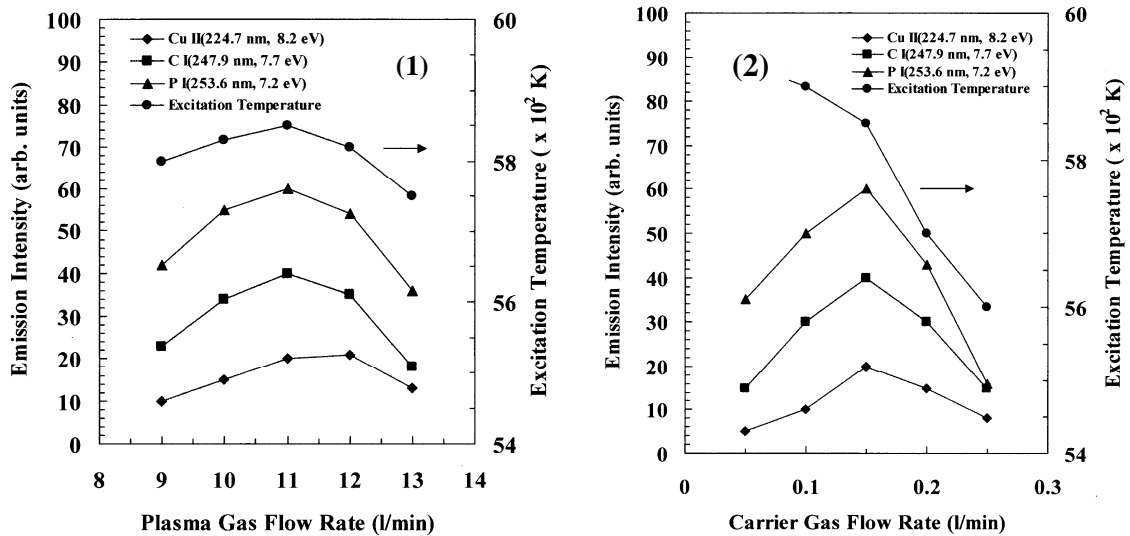 100
90
80
70
60
50
40
30
20
10
0
Emission Intensity (arb. units)
Cu II(224.7 nm, 8.2 eV)
C I(247.9 nm, 7.7 eV)
P I(253.6 nm, 7.2 eV)
Excitation Temperature
(1)
60
58
56
54
Excitation Temperature ( x 10² K)
8 9 10 11 12 13 14
Plasma Gas Flow Rate (l/min)
100
90
80
70
60
50
40
30
20
10
0
Emission Intensity (arb. units)
Cu II(224.7 nm, 8.2 eV)
C I(247.9 nm, 7.7 eV)
P I(253.6 nm, 7.2 eV)
Excitation Temperature
(2)
60
58
56
54
Excitation Temperature ( x 10² K)
0 0.1 0.2 0.3
Carrier Gas Flow Rate (l/min)